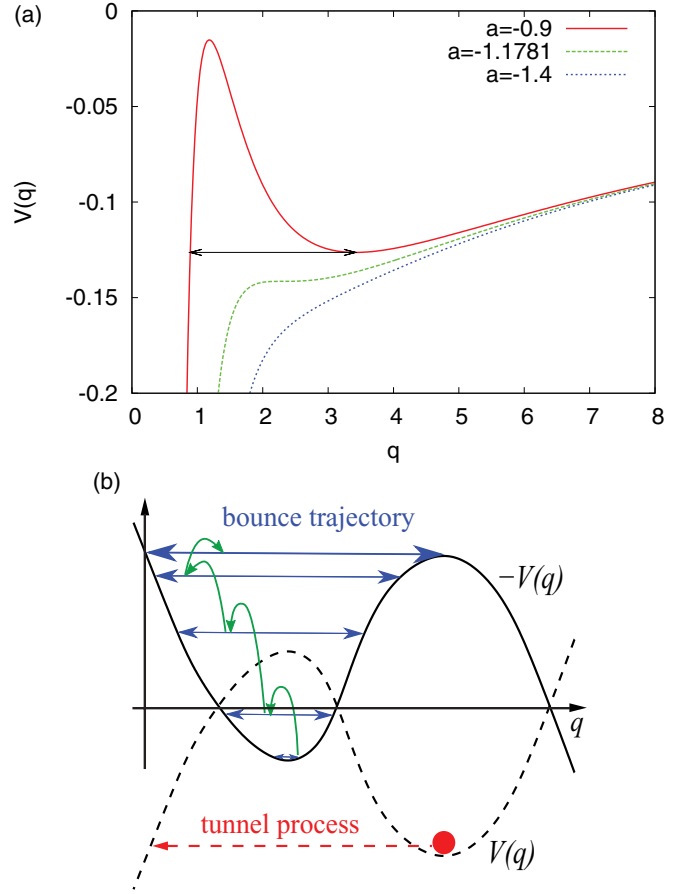 (a)
0
-0.05
-0.1
-0.15
-0.2
V(q)
a=-0.9
a=-1.1781
a=-1.4
0 1 2 3 4 5 6 7 8
q
(b)
bounce trajectory
−V(q)
q
tunnel process
V(q)